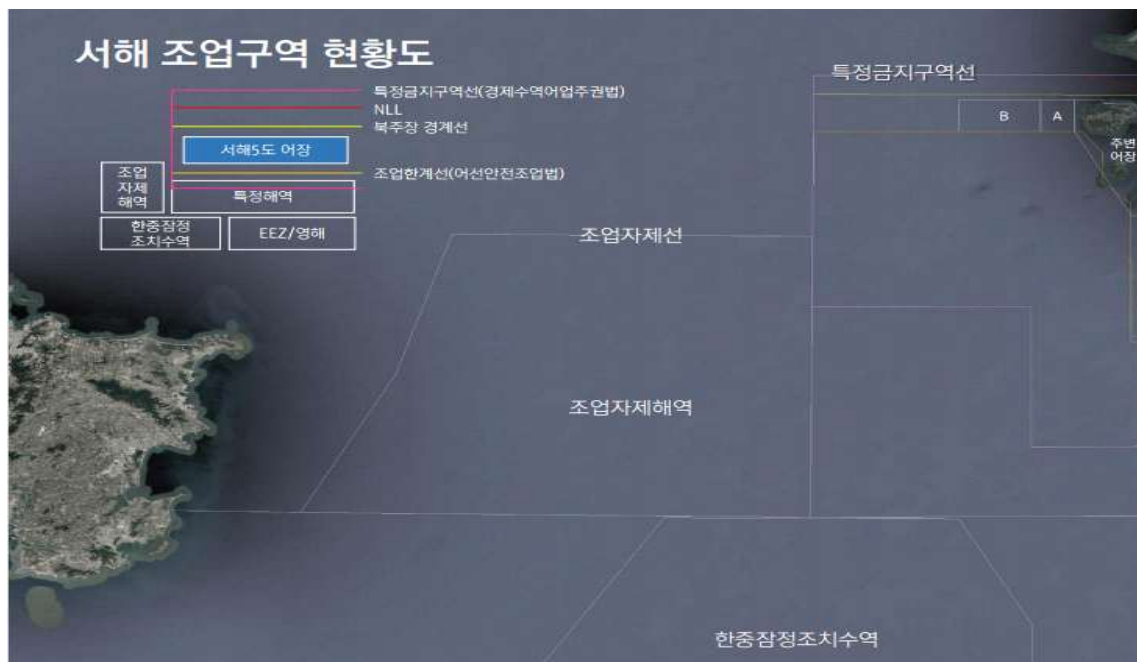 서해 조업구역 현황도
특정금지구역선(경제수역어업주권법)
NLL
북주장 경계선
서해5도 어장
조업한계선(어선안전조업법)
조업
자제
해역
특정해역
한중잠정
조치수역
EEZ/영해
특정금지구역선
B
A
주변
어장
조업자제선
조업자제해역
한중잠정조치수역